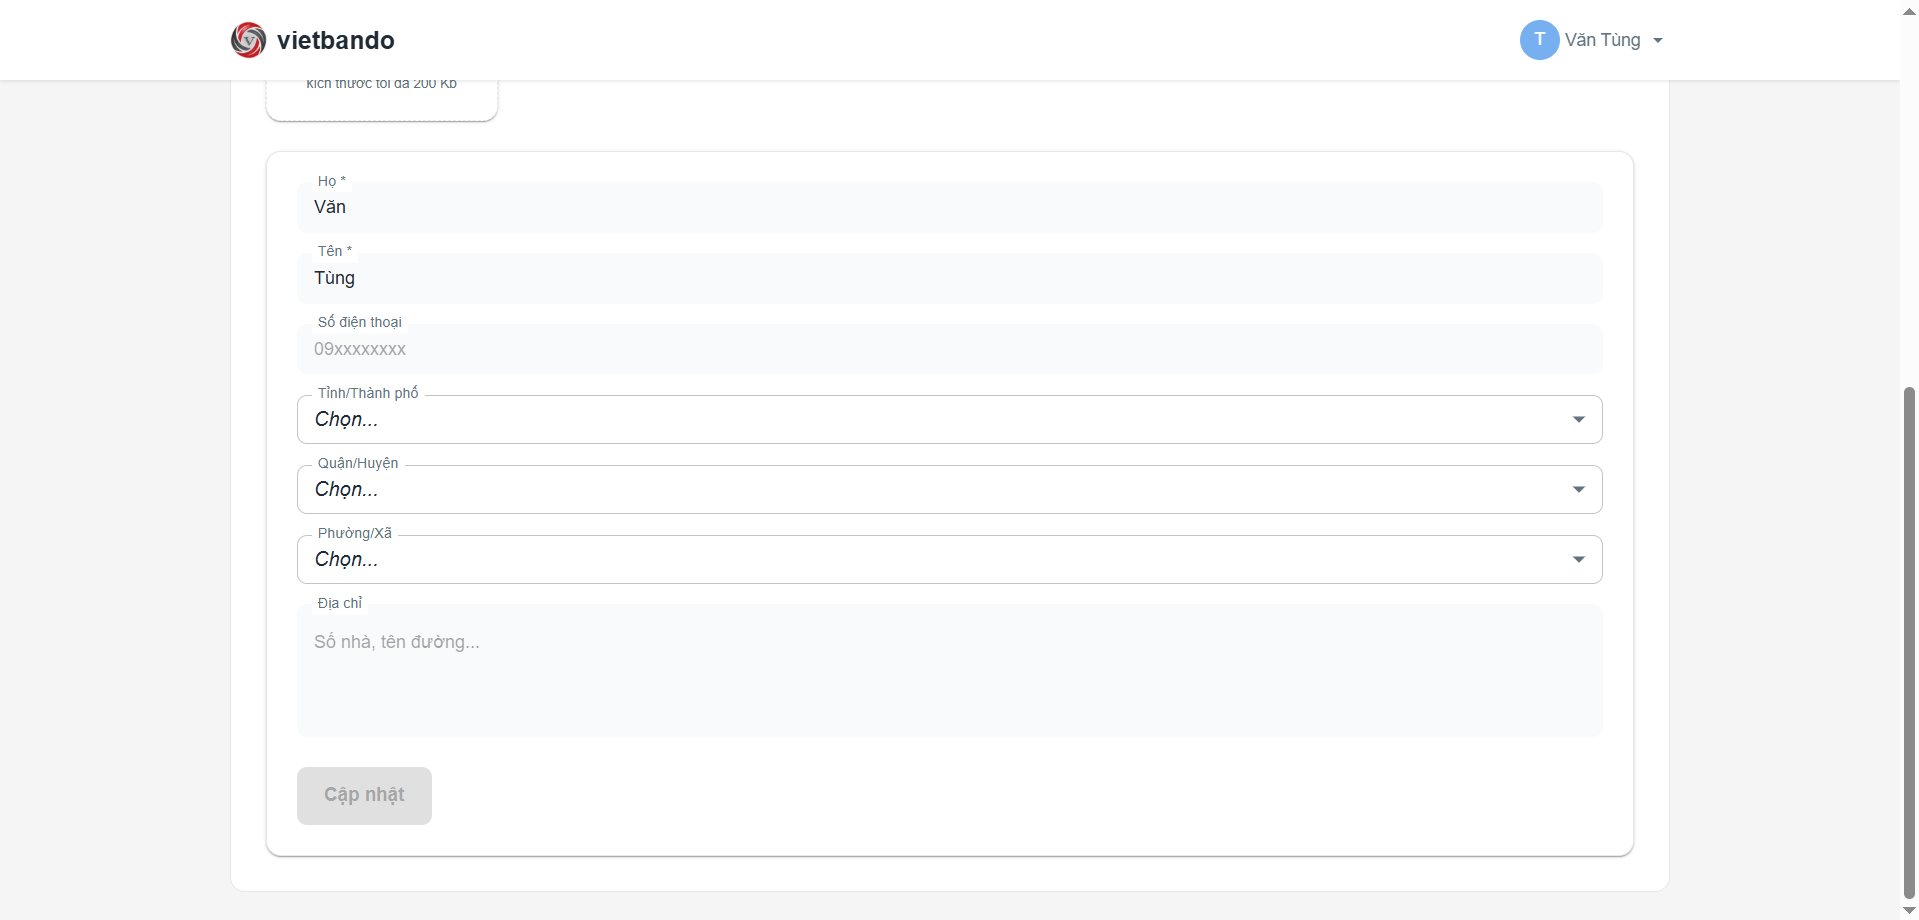 vietbando
T Văn Tùng
kích thước tối đa 200 Kb
Họ *
Văn
Tên *
Tùng
Số điện thoại
09xxxxxxxx
Tỉnh/Thành phố
Chọn...
Quận/Huyện
Chọn...
Phường/Xã
Chọn...
Địa chỉ
Số nhà, tên đường...
Cập nhật